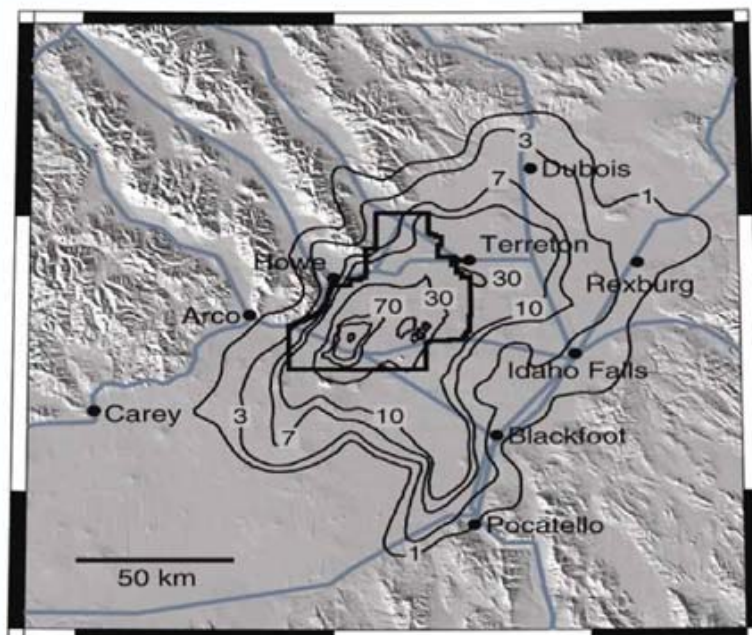 3
Dubois
7
1
Howe
Terreton
30
Rexburg
70
30
10
Arco
Idaho Falls
Carey
3
10
7
Blackfoot
Pocatello
1
50 km